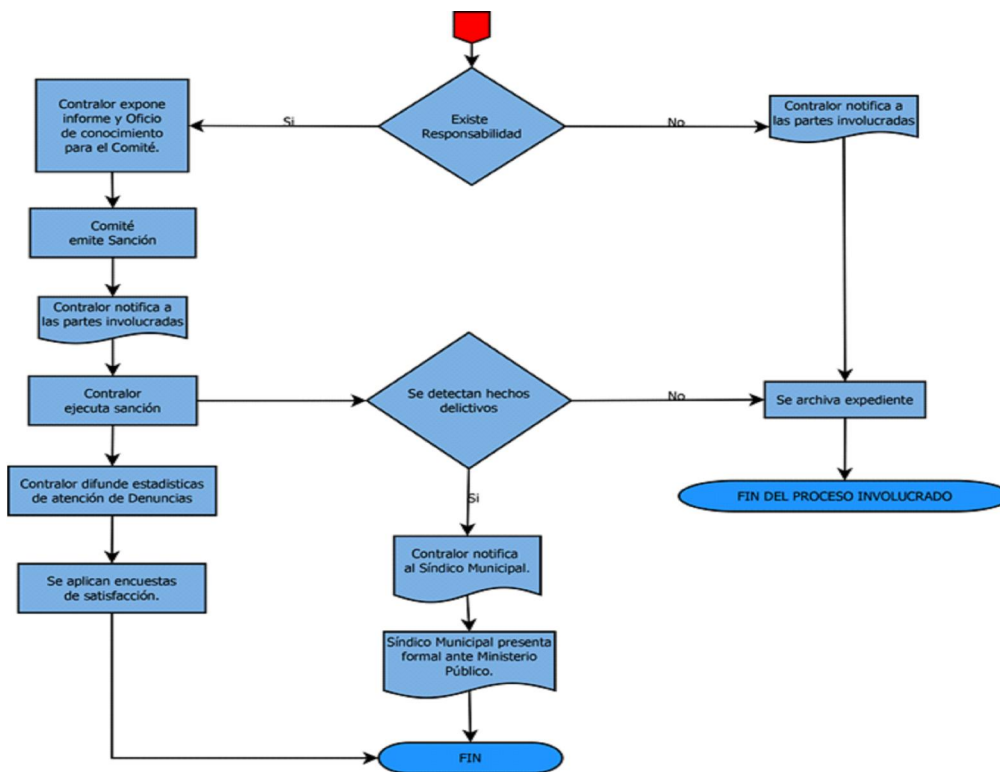 Existe
Responsabilidad
Si
No
Contralor expone
informe y Oficio
de conocimiento
para el Comité.
Contralor notifica a
las partes involucradas
Comité
emite Sanción
Contralor notifica a
las partes involucradas
Contralor
ejecuta sanción
Se detectan hechos
delictivos
No
Se archiva expediente
Si
Contralor difunde estadisticas
de atención de Denuncias
FIN DEL PROCESO INVOLUCRADO
Contralor notifica
al Síndico Municipal.
Se aplican encuestas
de satisfacción.
Síndico Municipal presenta
formal ante Ministerio
Público.
FIN